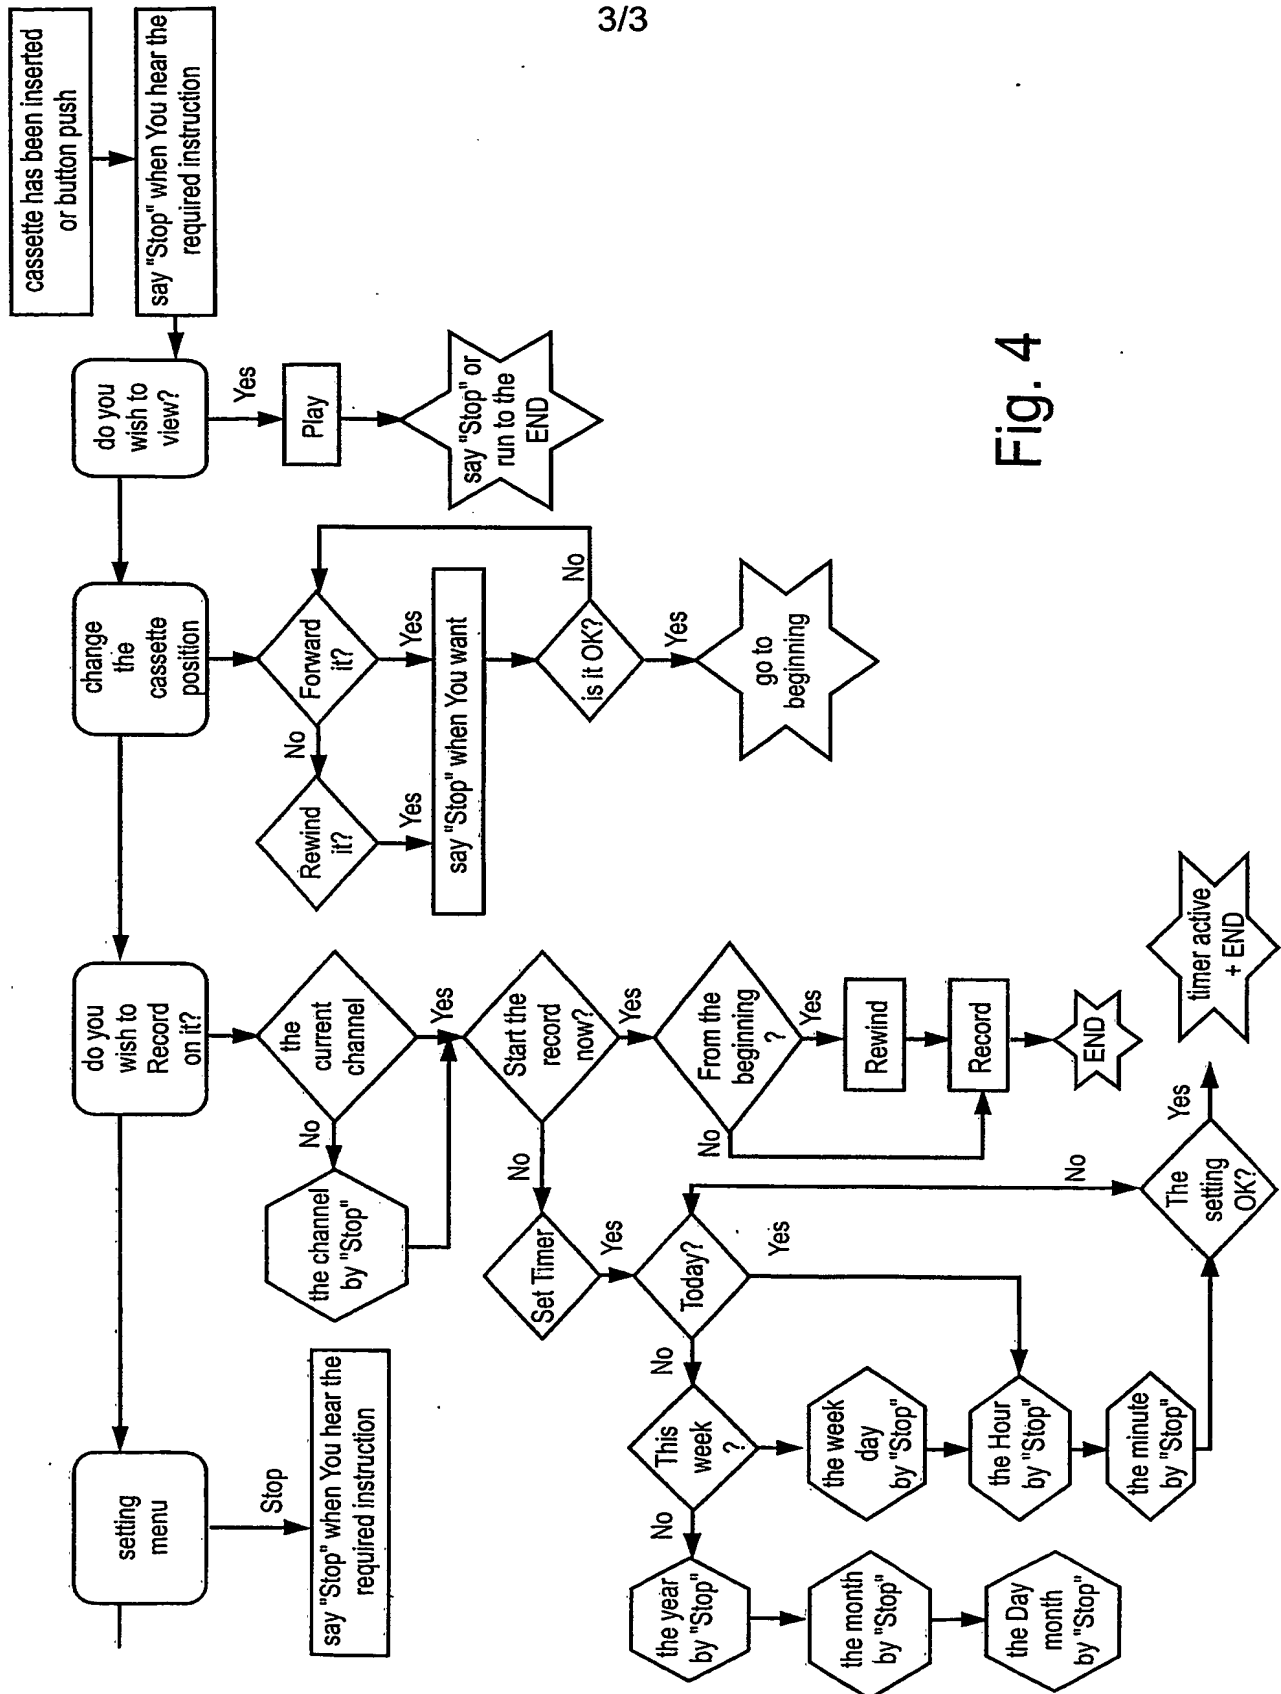 3/3
cassette has been inserted
or button push
say "Stop" when You hear the
required instruction
do you
wish to
view?
Yes
Play
say "Stop" or
run to the
END
change
the
cassette
position
Forward
it?
No
Yes
Rewind
it?
Yes
say "Stop" when You want
is it OK?
No
Yes
go to
beginning
do you
wish to
Record
on it?
the
current
channel
No
Yes
the channel
by "Stop"
Start the
record
now?
No
Yes
From the
beginning
?
No
Yes
Rewind
Record
END
Set Timer
Yes
Today?
No
Yes
This
week
?
No
the week
day
by "Stop"
the Hour
by "Stop"
the minute
by "Stop"
the year
by "Stop"
the month
by "Stop"
the Day
month
by "Stop"
The
setting
OK?
No
Yes
timer active
+ END
setting
menu
Stop
say "Stop" when You hear the
required instruction
Fig. 4